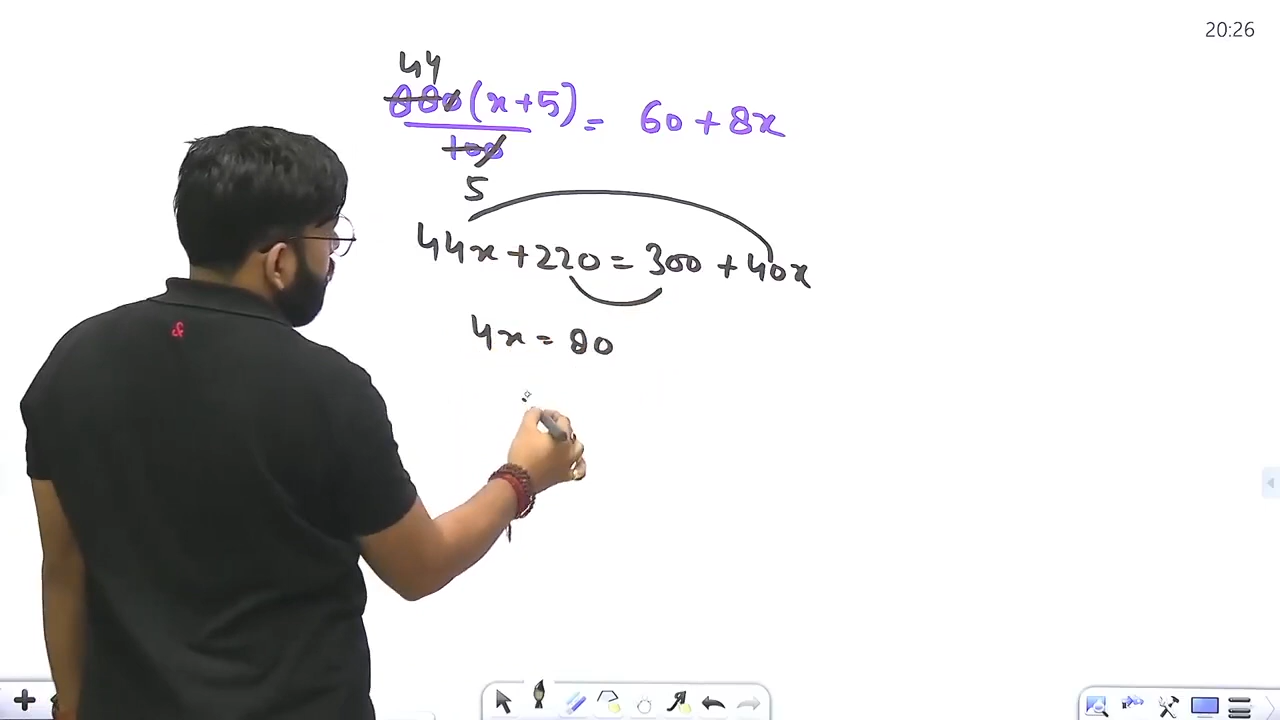 20:26
44
880(x+5) = 60+8x
100
5
44x+220=300+40x
4x=80